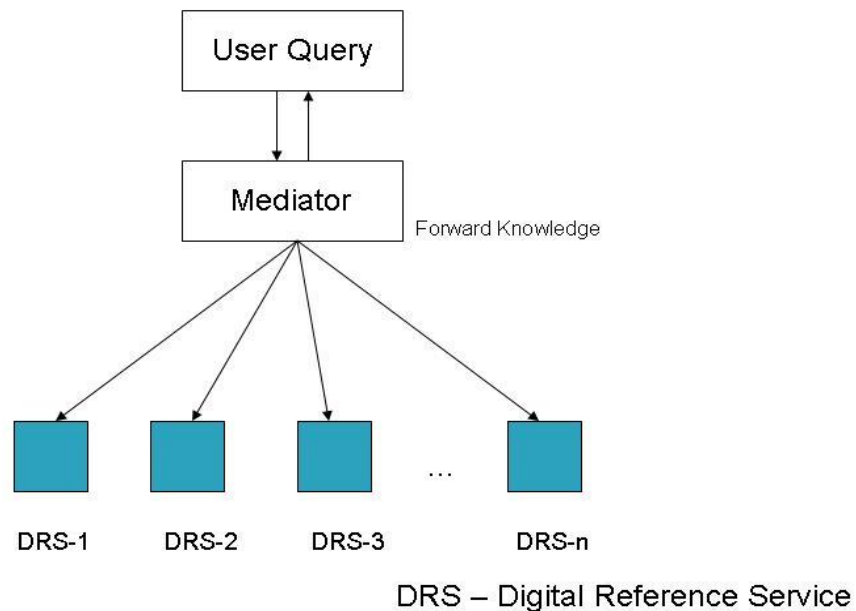 User Query
Mediator
Forward Knowledge
...
DRS-1 DRS-2 DRS-3 DRS-n
DRS – Digital Reference Service